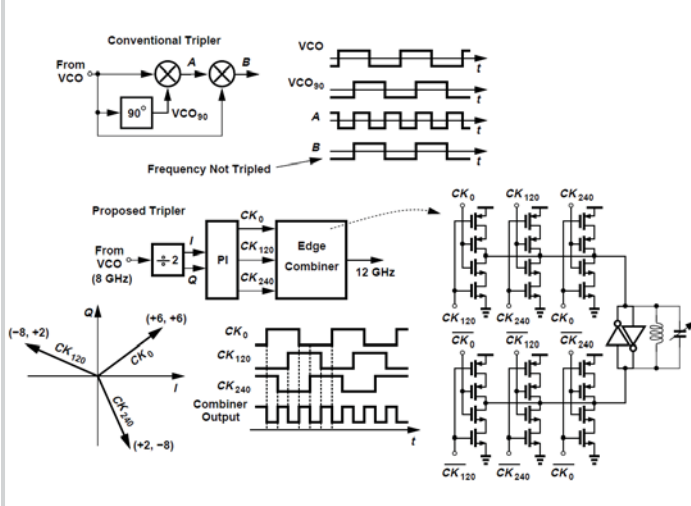 Conventional Tripler
From
VCO
A
B
90°
VCO90
VCO
t
VCO90
t
A
t
B
t
Frequency Not Tripled
Proposed Tripler
From
VCO
(8 GHz)
÷ 2
I
Q
PI
CK0
CK120
CK240
Edge
Combiner
12 GHz
CK0
CK120
CK240
CK120
CK240
CK0
CK0
CK120
CK240
CK120
CK240
CK0
Q
I
(−8, +2)
(+6, +6)
CK120
CK0
CK240
(+2, −8)
CK0
CK120
CK240
Combiner
Output
t